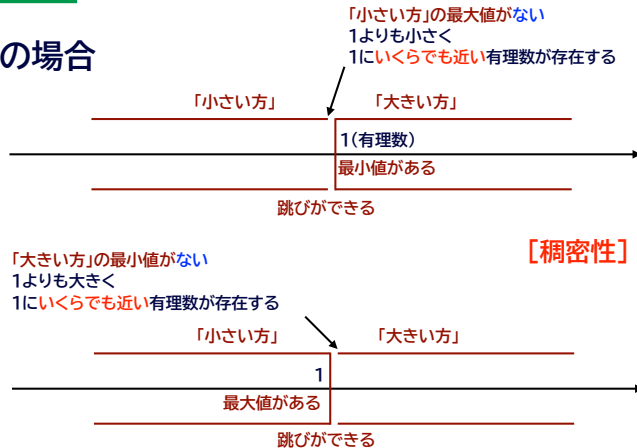 の場合
「小さい方」の最大値がない
1よりも小さく
1にいくらでも近い有理数が存在する
「小さい方」
「大きい方」
1(有理数)
最小値がある
跳びができる
[稠密性]
「大きい方」の最小値がない
1よりも大きく
1にいくらでも近い有理数が存在する
「小さい方」
「大きい方」
1
最大値がある
跳びができる